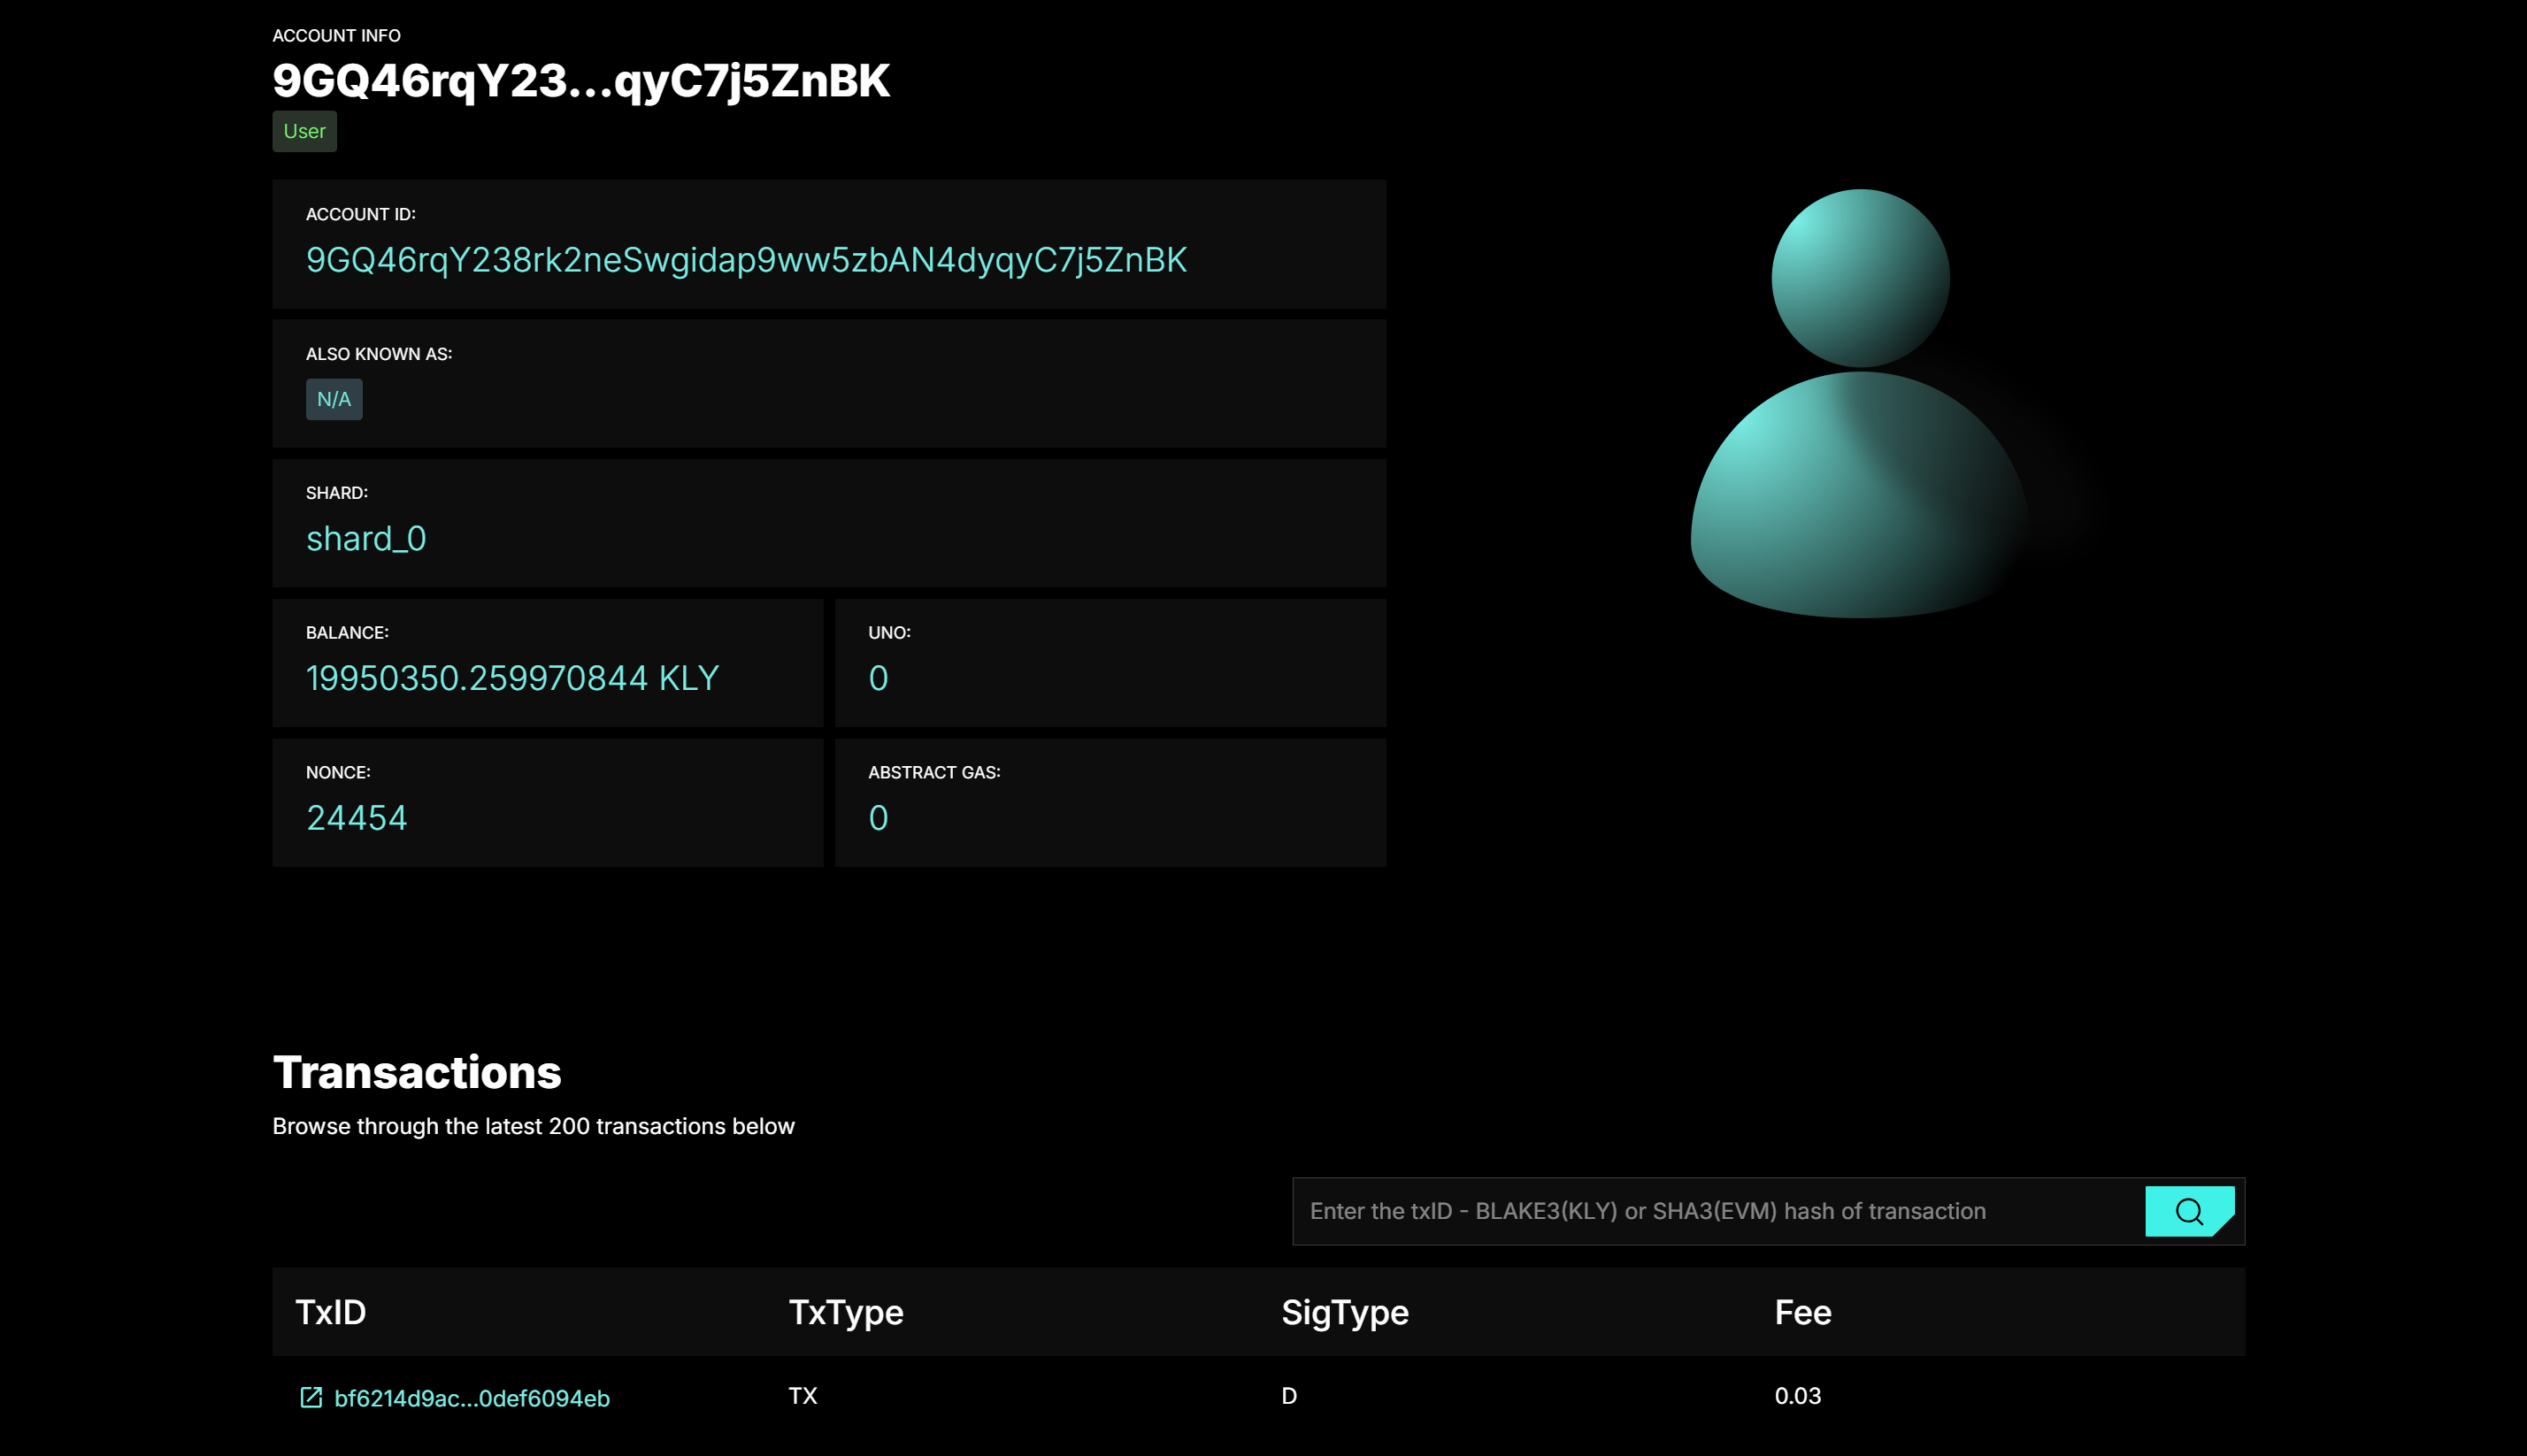 ACCOUNT INFO
9GQ46rqY23...qyC7j5ZnBK
User
ACCOUNT ID:
9GQ46rqY238rk2neSwgidap9ww5zbAN4dyqyC7j5ZnBK
ALSO KNOWN AS:
N/A
SHARD:
shard_0
BALANCE:
19950350.259970844 KLY
UNO:
0
NONCE:
24454
ABSTRACT GAS:
0
Transactions
Browse through the latest 200 transactions below
Enter the txID - BLAKE3(KLY) or SHA3(EVM) hash of transaction
TxID TxType SigType Fee
bf6214d9ac...0def6094eb TX D 0.03